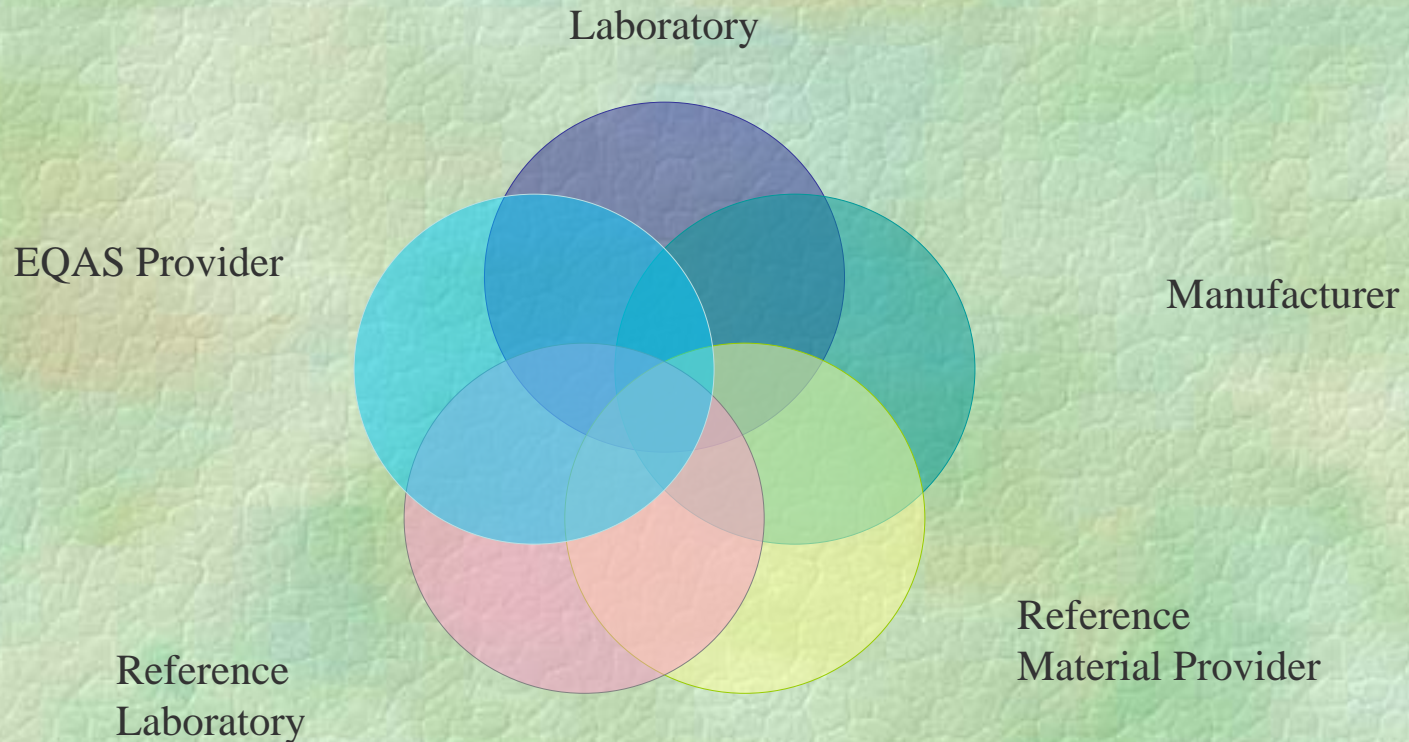 Laboratory
EQAS Provider
Manufacturer
Reference
Material Provider
Reference
Laboratory